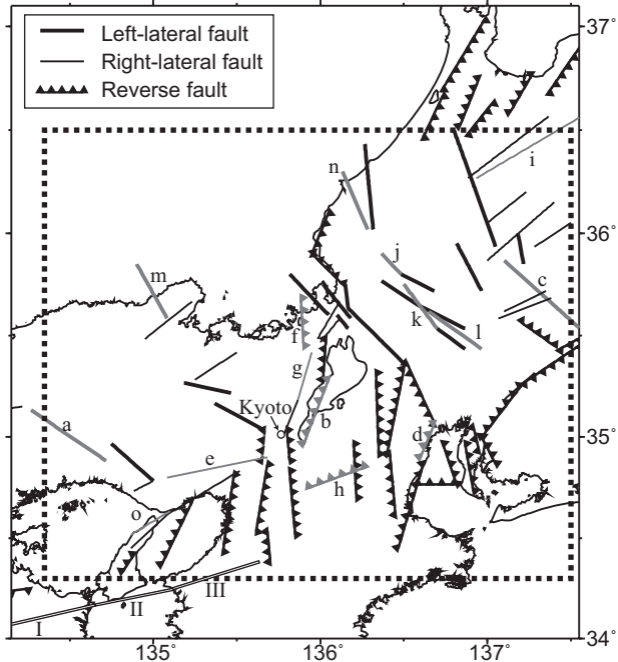 Left-lateral fault
Right-lateral fault
Reverse fault
37°
n
i
36°
j
m
c
f
k
l
g
Kyoto
b
a
d
35°
e
h
o
III
II
I
34°
135
136
137